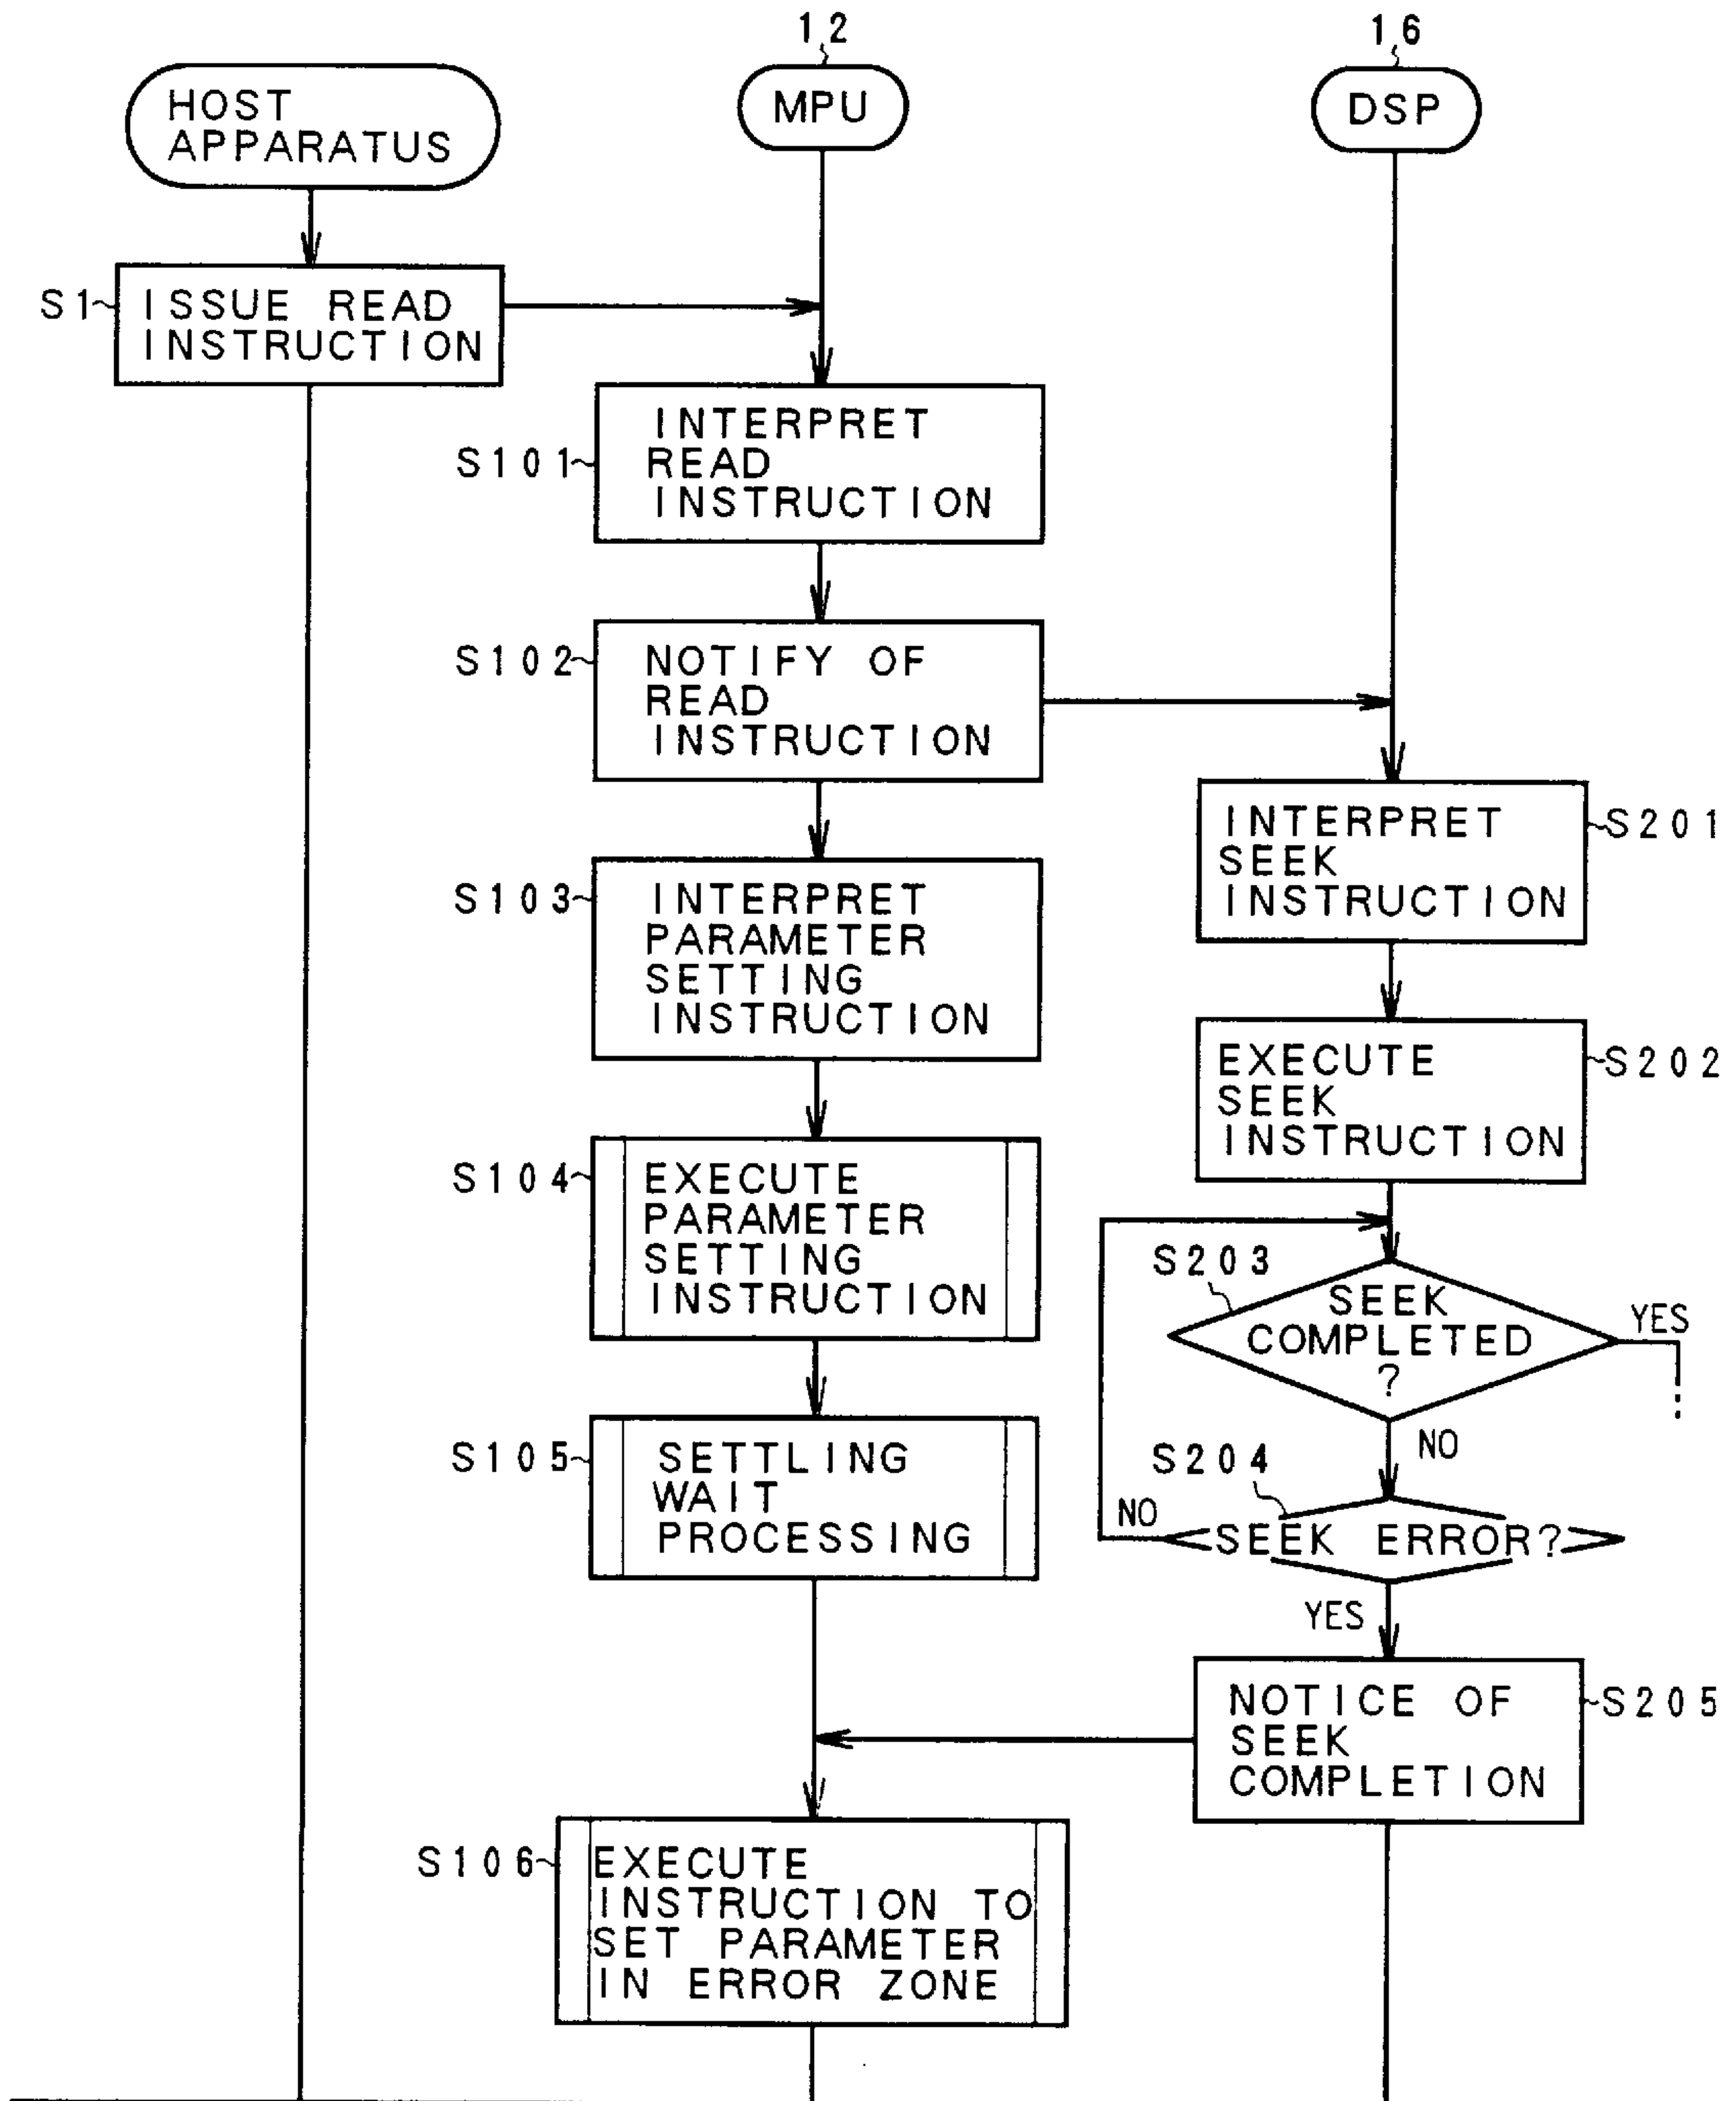 12
16
HOST
APPARATUS
MPU
DSP
S1
ISSUE READ
INSTRUCTION
S101
INTERPRET
READ
INSTRUCTION
S102
NOTIFY OF
READ
INSTRUCTION
INTERPRET
SEEK
INSTRUCTION
S201
S103
INTERPRET
PARAMETER
SETTING
INSTRUCTION
EXECUTE
SEEK
INSTRUCTION
S202
S104
EXECUTE
PARAMETER
SETTING
INSTRUCTION
S203
SEEK
COMPLETED
?
YES
NO
S105
SETTLING
WAIT
PROCESSING
S204
NO
SEEK ERROR?
YES
NOTICE OF
SEEK
COMPLETION
S205
S106
EXECUTE
INSTRUCTION TO
SET PARAMETER
IN ERROR ZONE